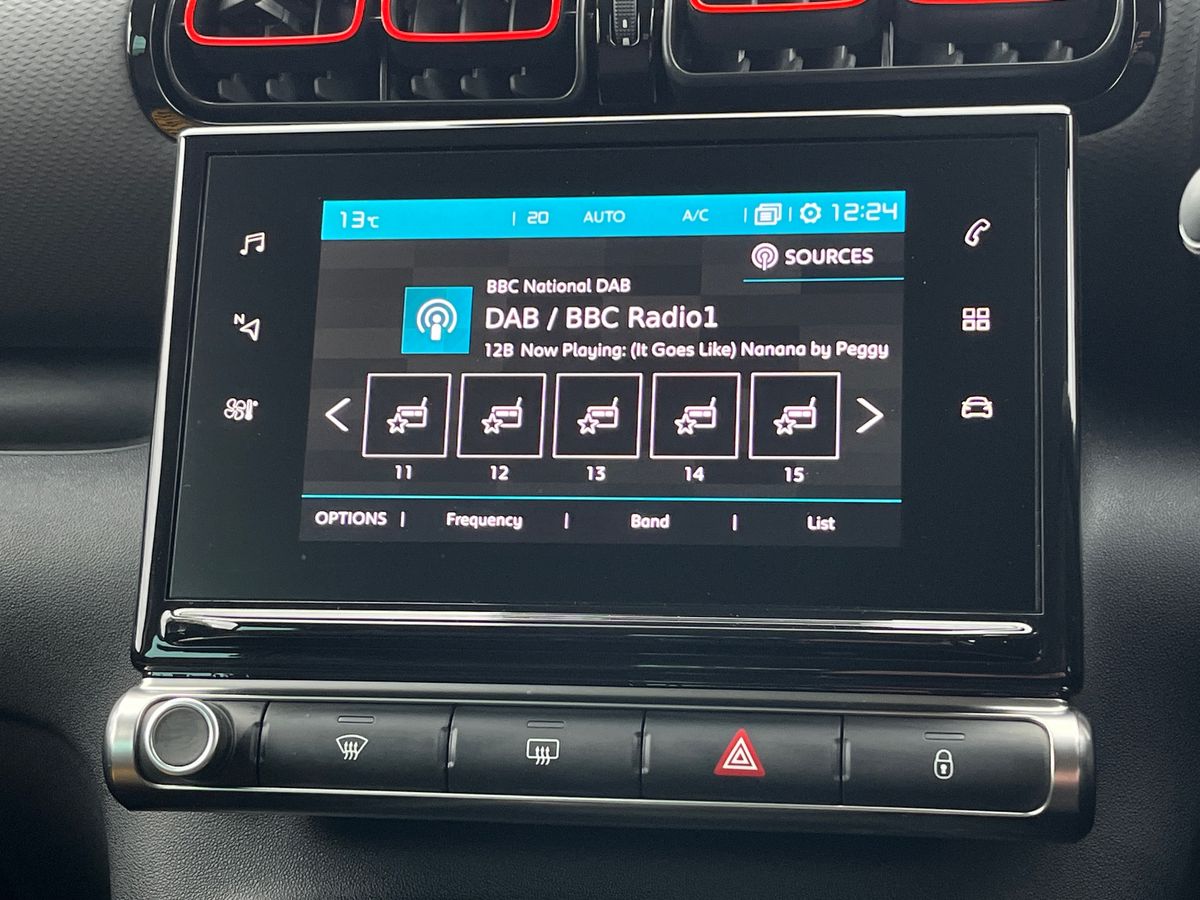 13℃ | 20 AUTO A/C | | 12:24
SOURCES
BBC National DAB
DAB / BBC Radio1
12B Now Playing: (It Goes Like) Nanana by Peggy
N
11 12 13 14 15
OPTIONS | Frequency | Band | List